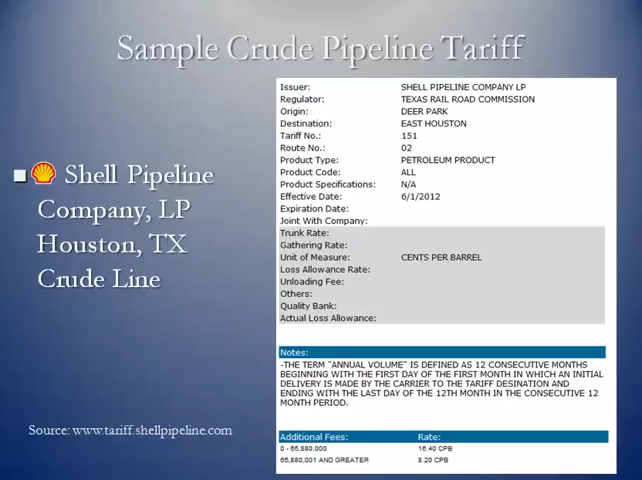 Sample Crude Pipeline Tariff
Shell Pipeline
Company, LP
Houston, TX
Crude Line
Source: www.tariff.shellpipeline.com
Issuer: SHELL PIPELINE COMPANY LP
Regulator: TEXAS RAIL ROAD COMMISSION
Origin: DEER PARK
Destination: EAST HOUSTON
Tariff No.: 151
Route No.: 02
Product Type: PETROLEUM PRODUCT
Product Code: ALL
Product Specifications: N/A
Effective Date: 6/1/2012
Expiration Date:
Joint With Company:
Trunk Rate:
Gathering Rate:
Unit of Measure: CENTS PER BARREL
Loss Allowance Rate:
Unloading Fee:
Others:
Quality Bank:
Actual Loss Allowance:
Notes:
-THE TERM "ANNUAL VOLUME" IS DEFINED AS 12 CONSECUTIVE MONTHS
BEGINNING WITH THE FIRST DAY OF THE FIRST MONTH IN WHICH AN INITIAL
DELIVERY IS MADE BY THE CARRIER TO THE TARIFF DESINATION AND
ENDING WITH THE LAST DAY OF THE 12TH MONTH IN THE CONSECUTIVE 12
MONTH PERIOD.
Additional Fees: Rate:
0 - 65,880,000 16.40 CPB
65,880,001 AND GREATER 8.20 CPB